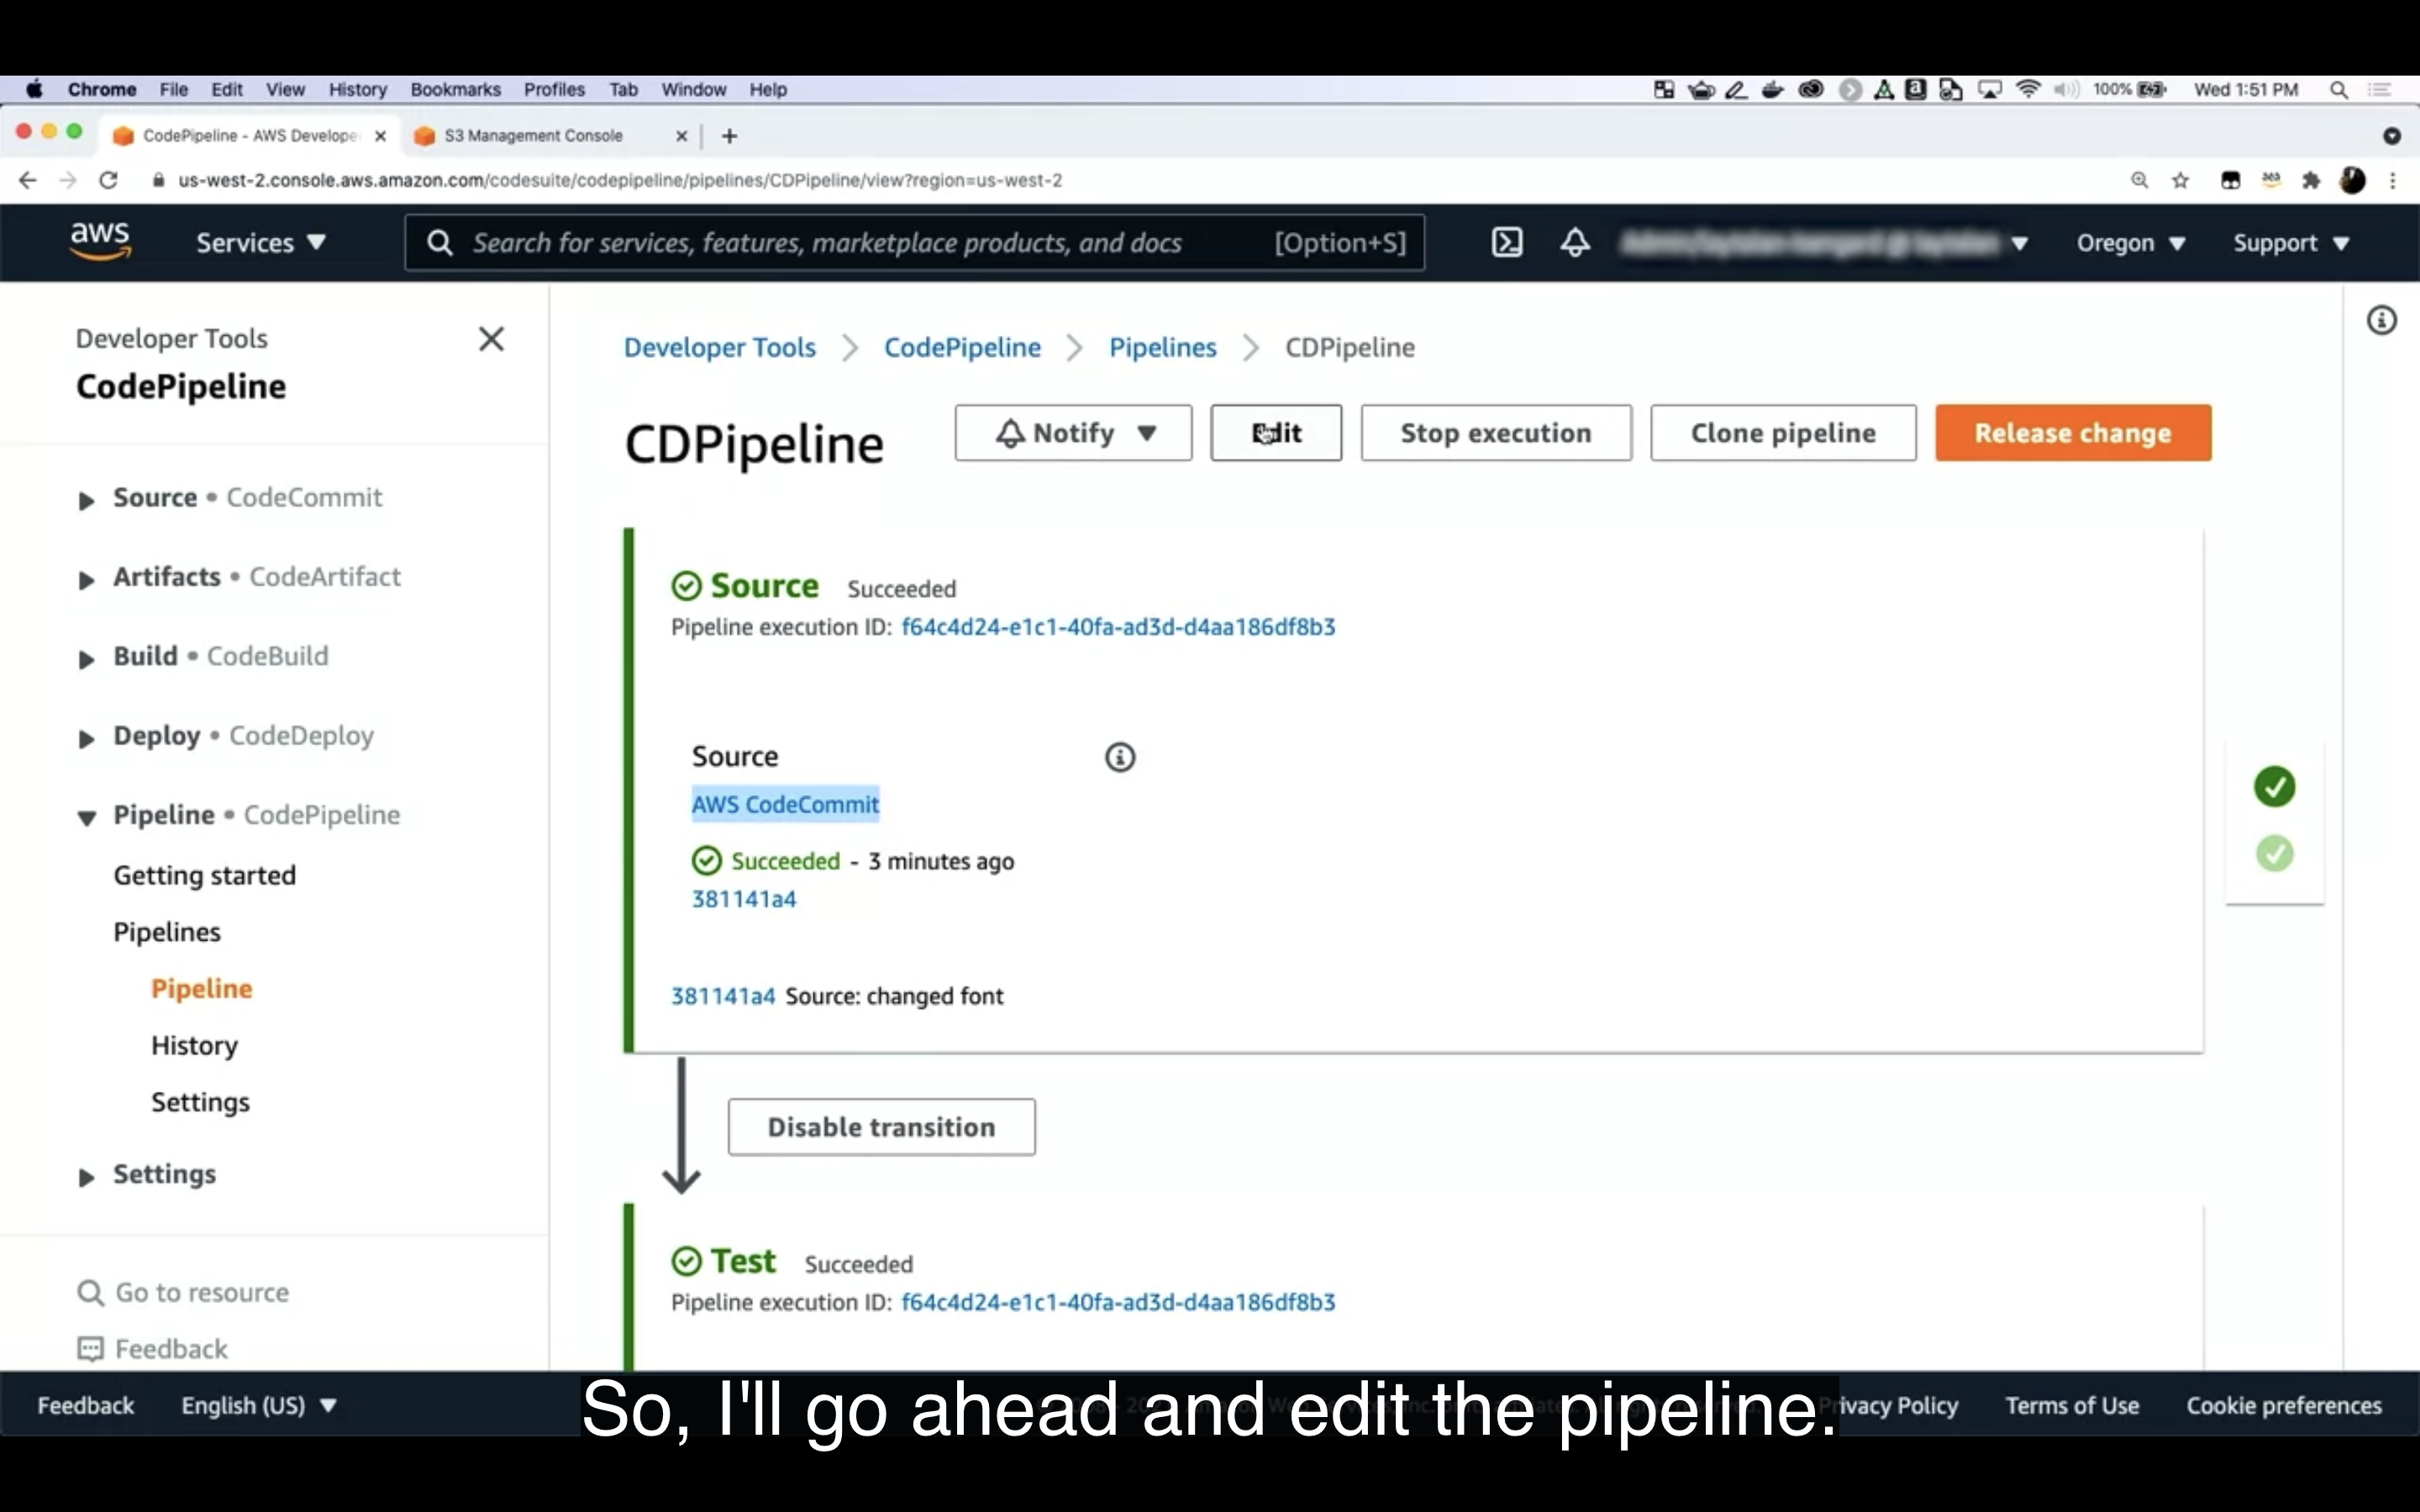 Chrome File Edit View History Bookmarks Profiles Tab Window Help 100% Wed 1:51 PM
CodePipeline - AWS Develope S3 Management Console
us-west-2.console.aws.amazon.com/codesuite/codepipeline/pipelines/CDPipeline/view?region=us-west-2
aws Services Search for services, features, marketplace products, and docs [Option+S] Oregon Support
Developer Tools
CodePipeline
Source • CodeCommit
Artifacts • CodeArtifact
Build • CodeBuild
Deploy • CodeDeploy
Pipeline • CodePipeline
Getting started
Pipelines
Pipeline
History
Settings
Settings
Go to resource
Feedback
Developer Tools > CodePipeline > Pipelines > CDPipeline
CDPipeline Notify Edit Stop execution Clone pipeline Release change
Source Succeeded
Pipeline execution ID: f64c4d24-e1c1-40fa-ad3d-d4aa186df8b3
Source
AWS CodeCommit
Succeeded - 3 minutes ago
381141a4
381141a4 Source: changed font
Disable transition
Test Succeeded
Pipeline execution ID: f64c4d24-e1c1-40fa-ad3d-d4aa186df8b3
Feedback English (US) rivacy Policy Terms of Use Cookie preferences
So, I'll go ahead and edit the pipeline.